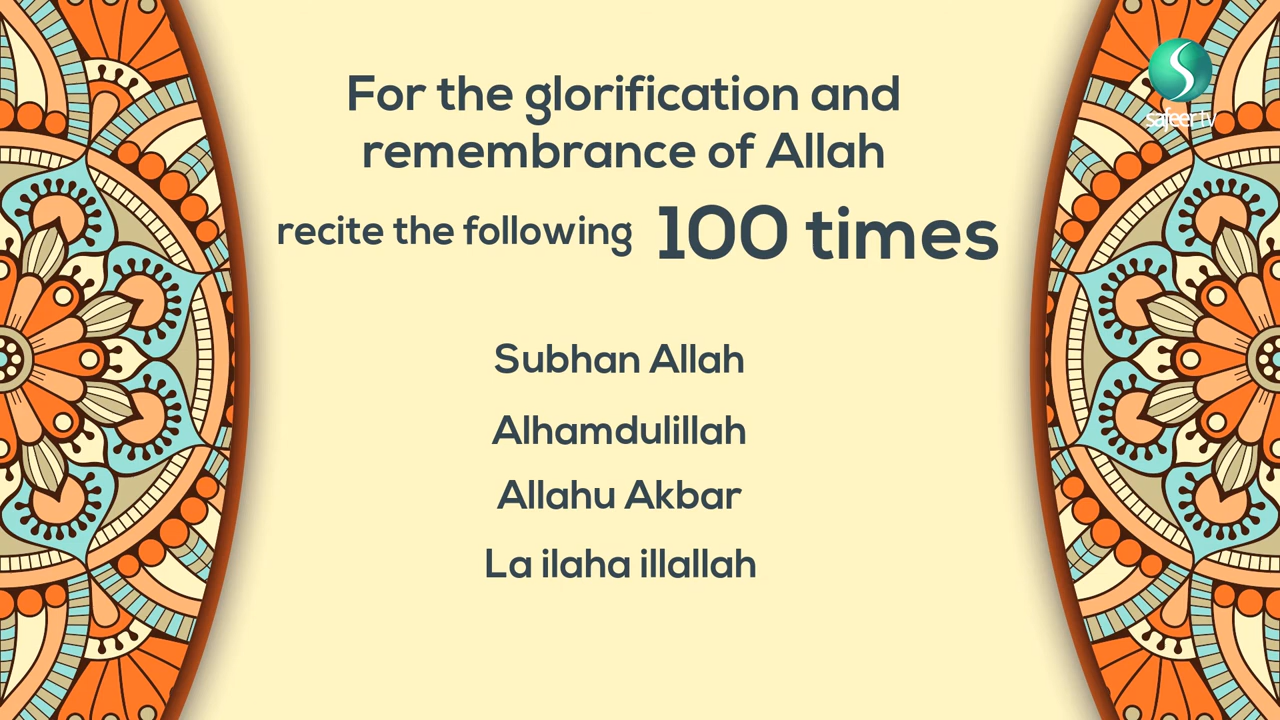 For the glorification and
remembrance of Allah
recite the following 100 times
Subhan Allah
Alhamdulillah
Allahu Akbar
La ilaha illallah
safeer tv